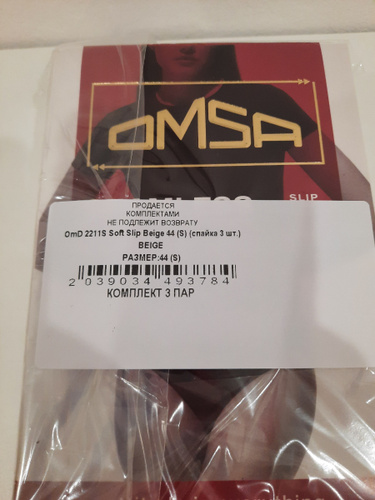 OMSA
SLIP
ПРОДАЕТСЯ
КОМПЛЕКТАМИ
НЕ ПОДЛЕЖИТ ВОЗВРАТУ
OmD 2211S Soft Slip Beige 44 (S) (спайка 3 шт.)
BEIGE
РАЗМЕР:44 (S)
2 039034 493784
КОМПЛЕКТ 3 ПАР